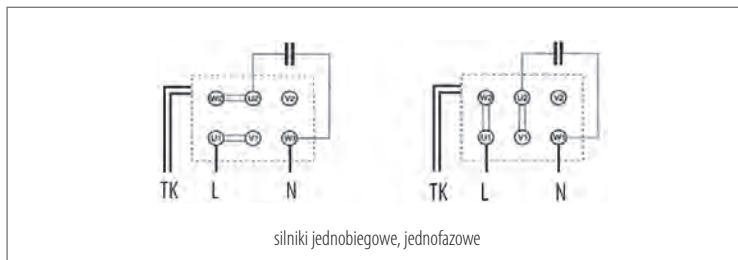 W2 U2 V2
U1 V1 W1
TK L N
W2 U2 V2
U1 V1 W1
TK L N
silniki jednobiegowe, jednofazowe